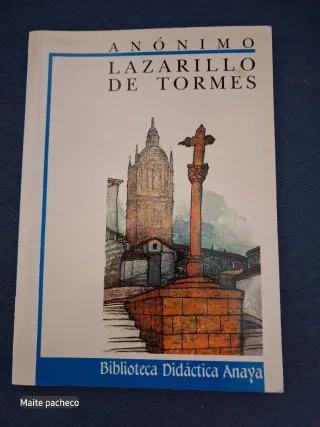 ANÓNIMO
LAZARILLO
DE TORMES
Biblioteca Didáctica Anaya
Maite pacheco